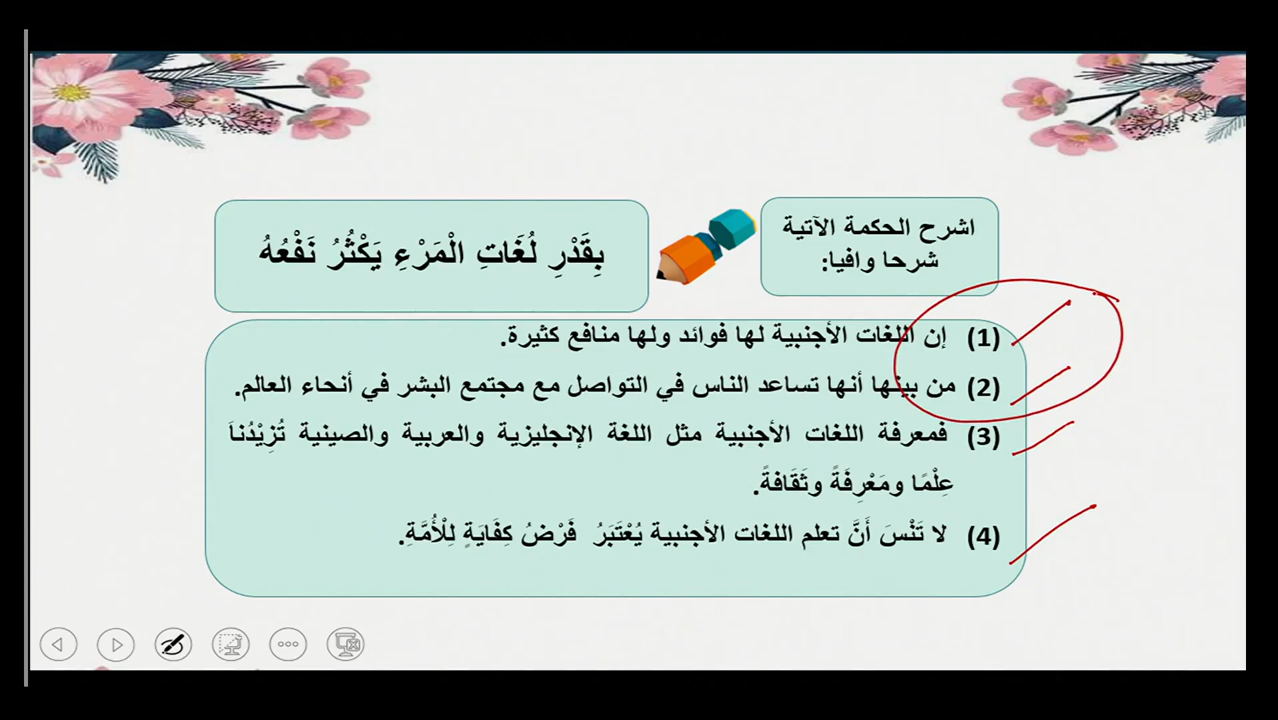 اشرح الحكمة الآتية
شرحا وافيا:
بِقَدْرِ لُغَاتِ الْمَرْءِ يَكْثُرُ نَفْعُهُ
(1) إن اللغات الأجنبية لها فوائد ولها منافع كثيرة.
(2) من بينها أنها تساعد الناس في التواصل مع مجتمع البشر في أنحاء العالم.
(3) فمعرفة اللغات الأجنبية مثل اللغة الإنجليزية والعربية والصينية تُزِيْدُناَ
عِلْمًا ومَعْرِفَةً وثَقَافةً.
(4) لا تَنْسَ أَنَّ تعلم اللغات الأجنبية يُعْتَبَرُ فَرْضُ كِفَايَةٍ لِلْأُمَّةِ.